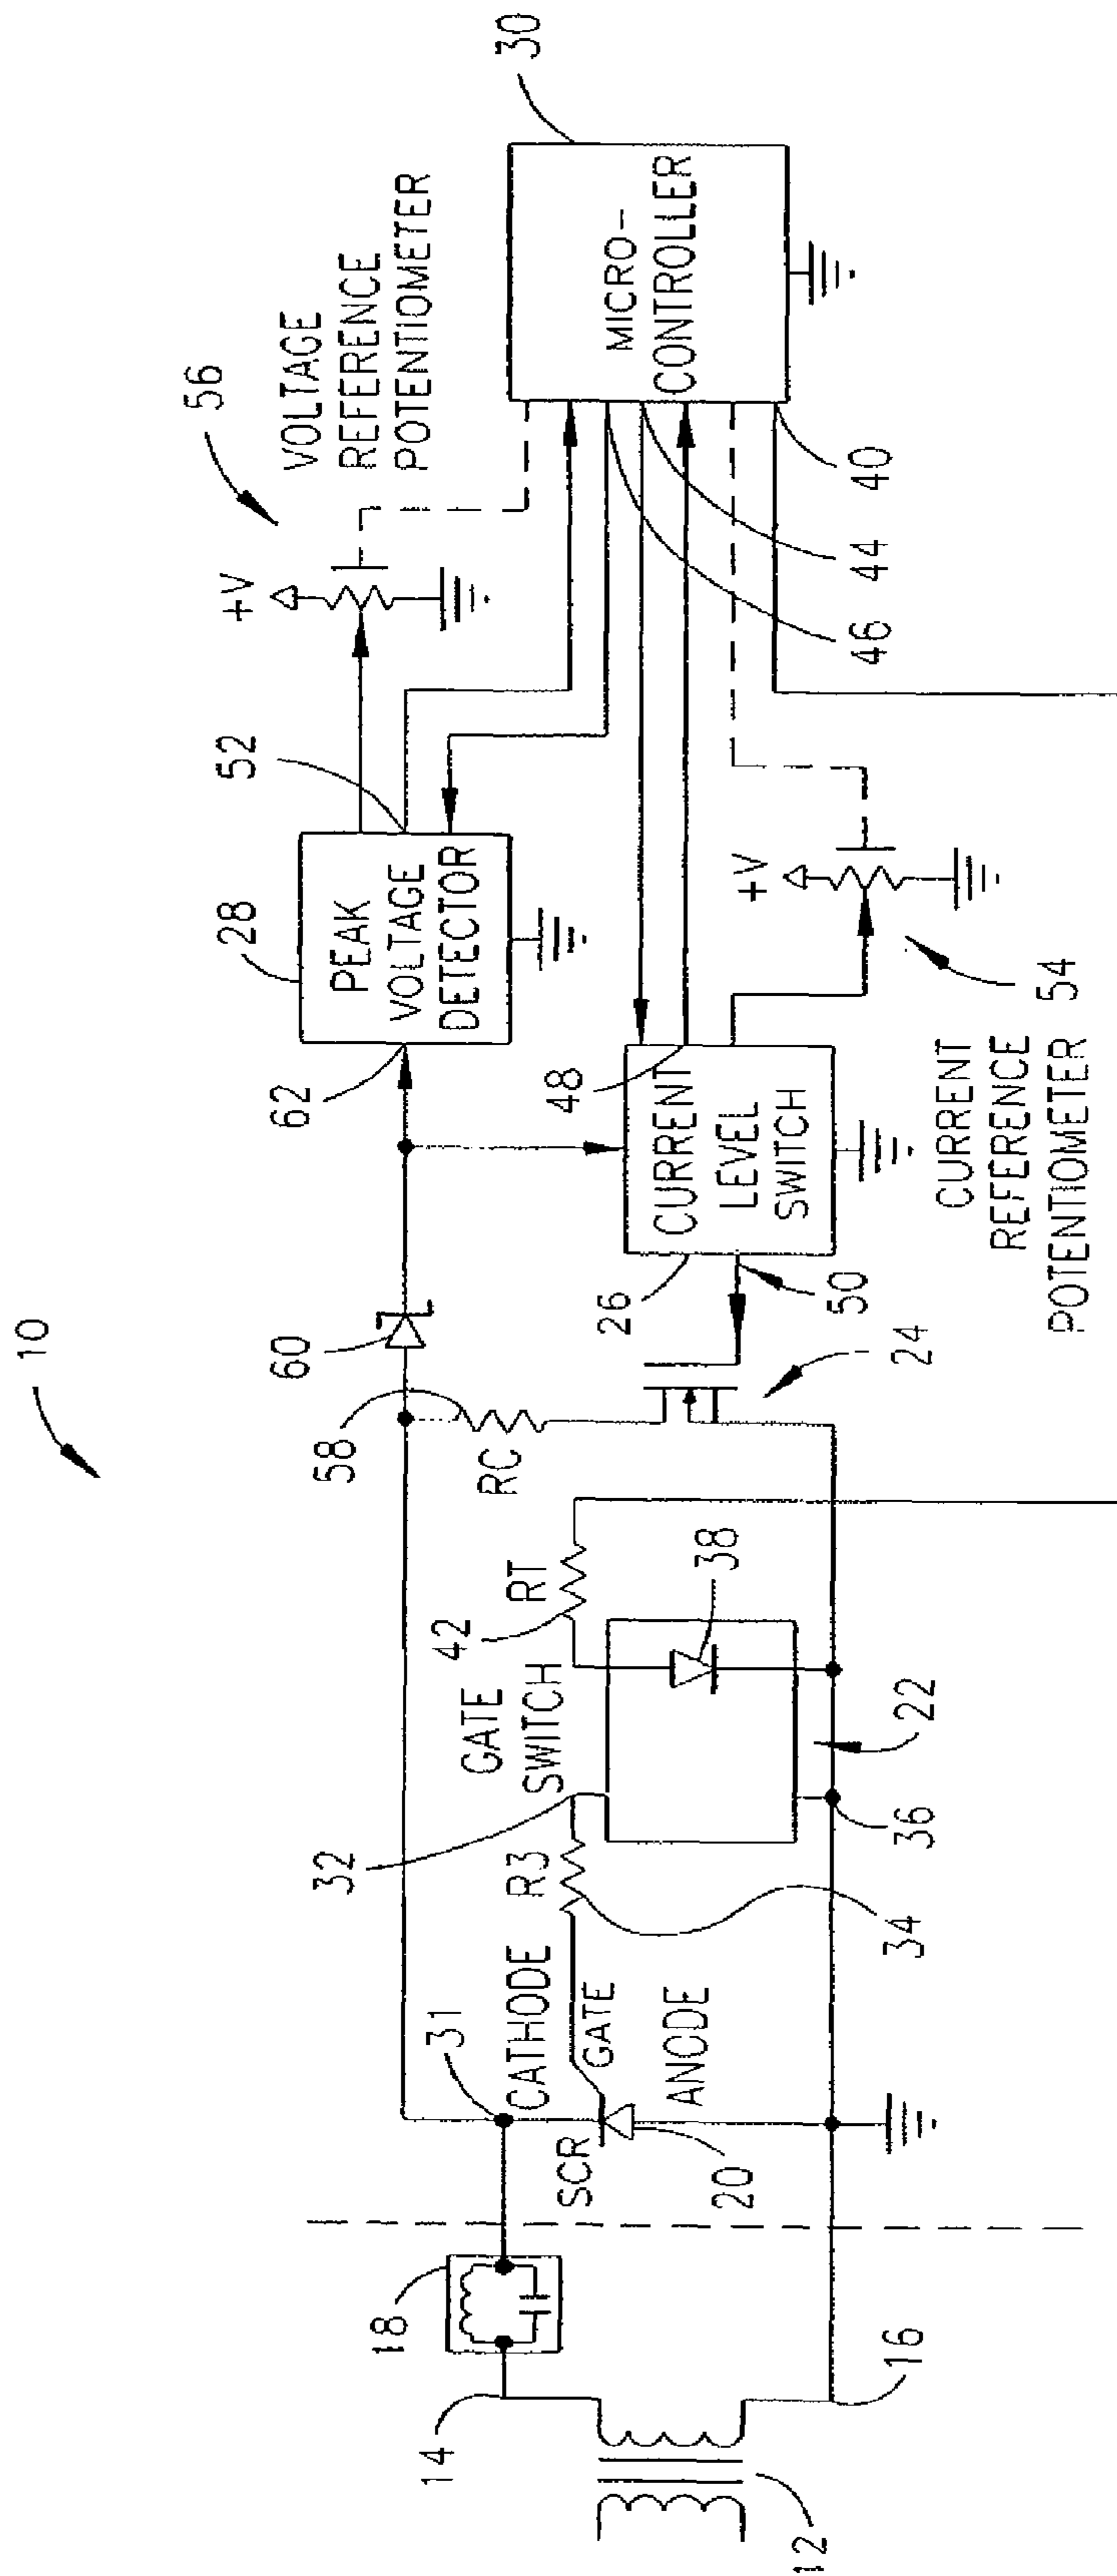 10
56
VOLTAGE
REFERENCE
POTENTIOMETER
30
+V
52
28
PEAK
VOLTAGE
DETECTOR
62
MICRO-
CONTROLLER
60
58
RC
48
CURRENT
LEVEL
SWITCH
26
50
24
+V
54
CURRENT
REFERENCE
POTENTIOMETER
46
44
40
42
RT
38
GATE
SWITCH
22
36
32
R3
34
31
CATHODE
GATE
SCR
ANODE
20
18
14
16
12